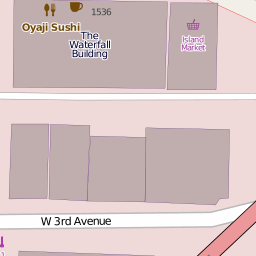 1536
Oyaji Sushi
The
Waterfall
Building
Island
Market
W 3rd Avenue